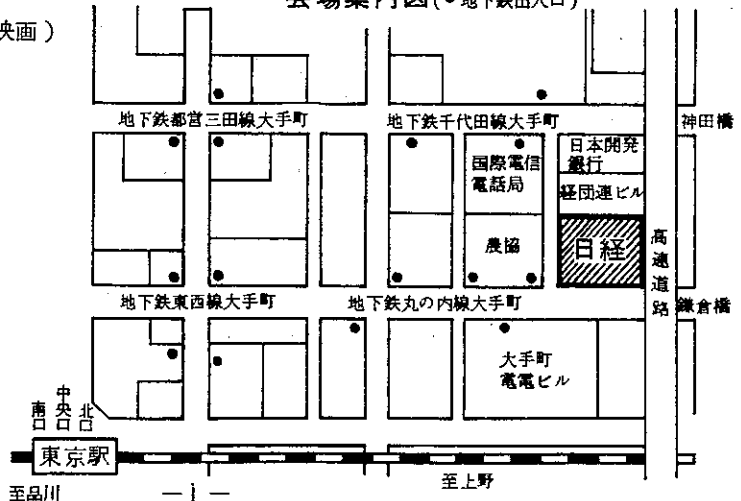 会場案内図(●地下鉄出入口)
映画）
地下鉄都営三田線大手町
地下鉄千代田線大手町
神田橋
国際電信
電話局
日本開発
銀行
経団連ビル
農協
日経
高速道路
地下鉄東西線大手町
地下鉄丸の内線大手町
鎌倉橋
大手町
電電ビル
南口
中央口
北口
東京駅
至品川
至上野
— i —